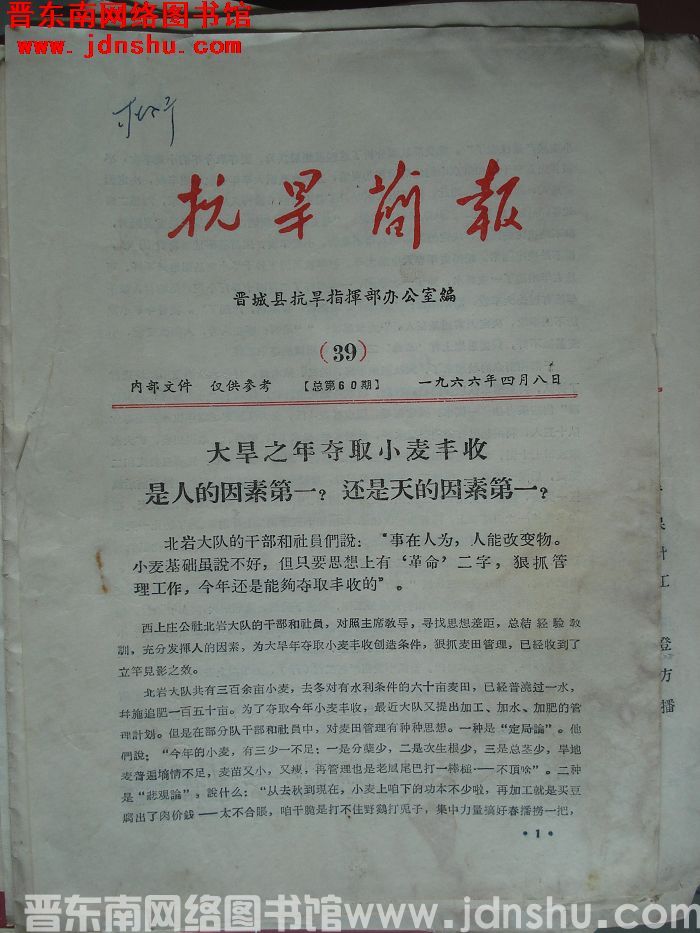 晋东南网络图书馆
www.jdnshu.com
抗旱简报
晋城县抗旱指挥部办公室編
(39)
内部文件 仅供参考 【总第60期】 一九六六年四月八日
大旱之年夺取小麦丰收
是人的因素第一？还是天的因素第一？
北岩大队的干部和社員們說：“事在人为，人能改变物。
小麦基础虽說不好，但只要思想上有‘革命’二字，狠抓管
理工作，今年还是能夠夺取丰收的”。
西上庄公社北岩大队的干部和社員，对照主席教导，寻找思想差距，总結經驗教
訓，充分发揮人的因素，为大旱年夺取小麦丰收创造条件，狠抓麦田管理，已經收到了
立竿見影之效。
北岩大队共有三百余亩小麦，去冬对有水利条件的六十亩麦田，已經普澆过一水，
幷施追肥一百五十亩。为了夺取今年小麦丰收，最近大队又提出加工、加水、加肥的管
理計划。但是在部分队干部和社員中，对麦田管理有种种思想。一种是“定局論”。他
們說：“今年的小麦，有三少一不足：一是分蘖少，二是次生根少，三是总茎少，旱地
麦普遍墒情不足，麦苗又小，又瘦，再管理也是老鼠尾巴打一棒槌——不頂啥”。二种
是“悲观論”，說什么：“从去秋到現在，小麦上咱下的功本不少啦，再加工就是买豆
腐出了肉价錢——太不合賬，咱干脆是打不住野鷄打兎子，集中力量搞好春播撈一把，
·1·
保
計
工
澄
方
播
晋东南网络图书馆www.jdnshu.com